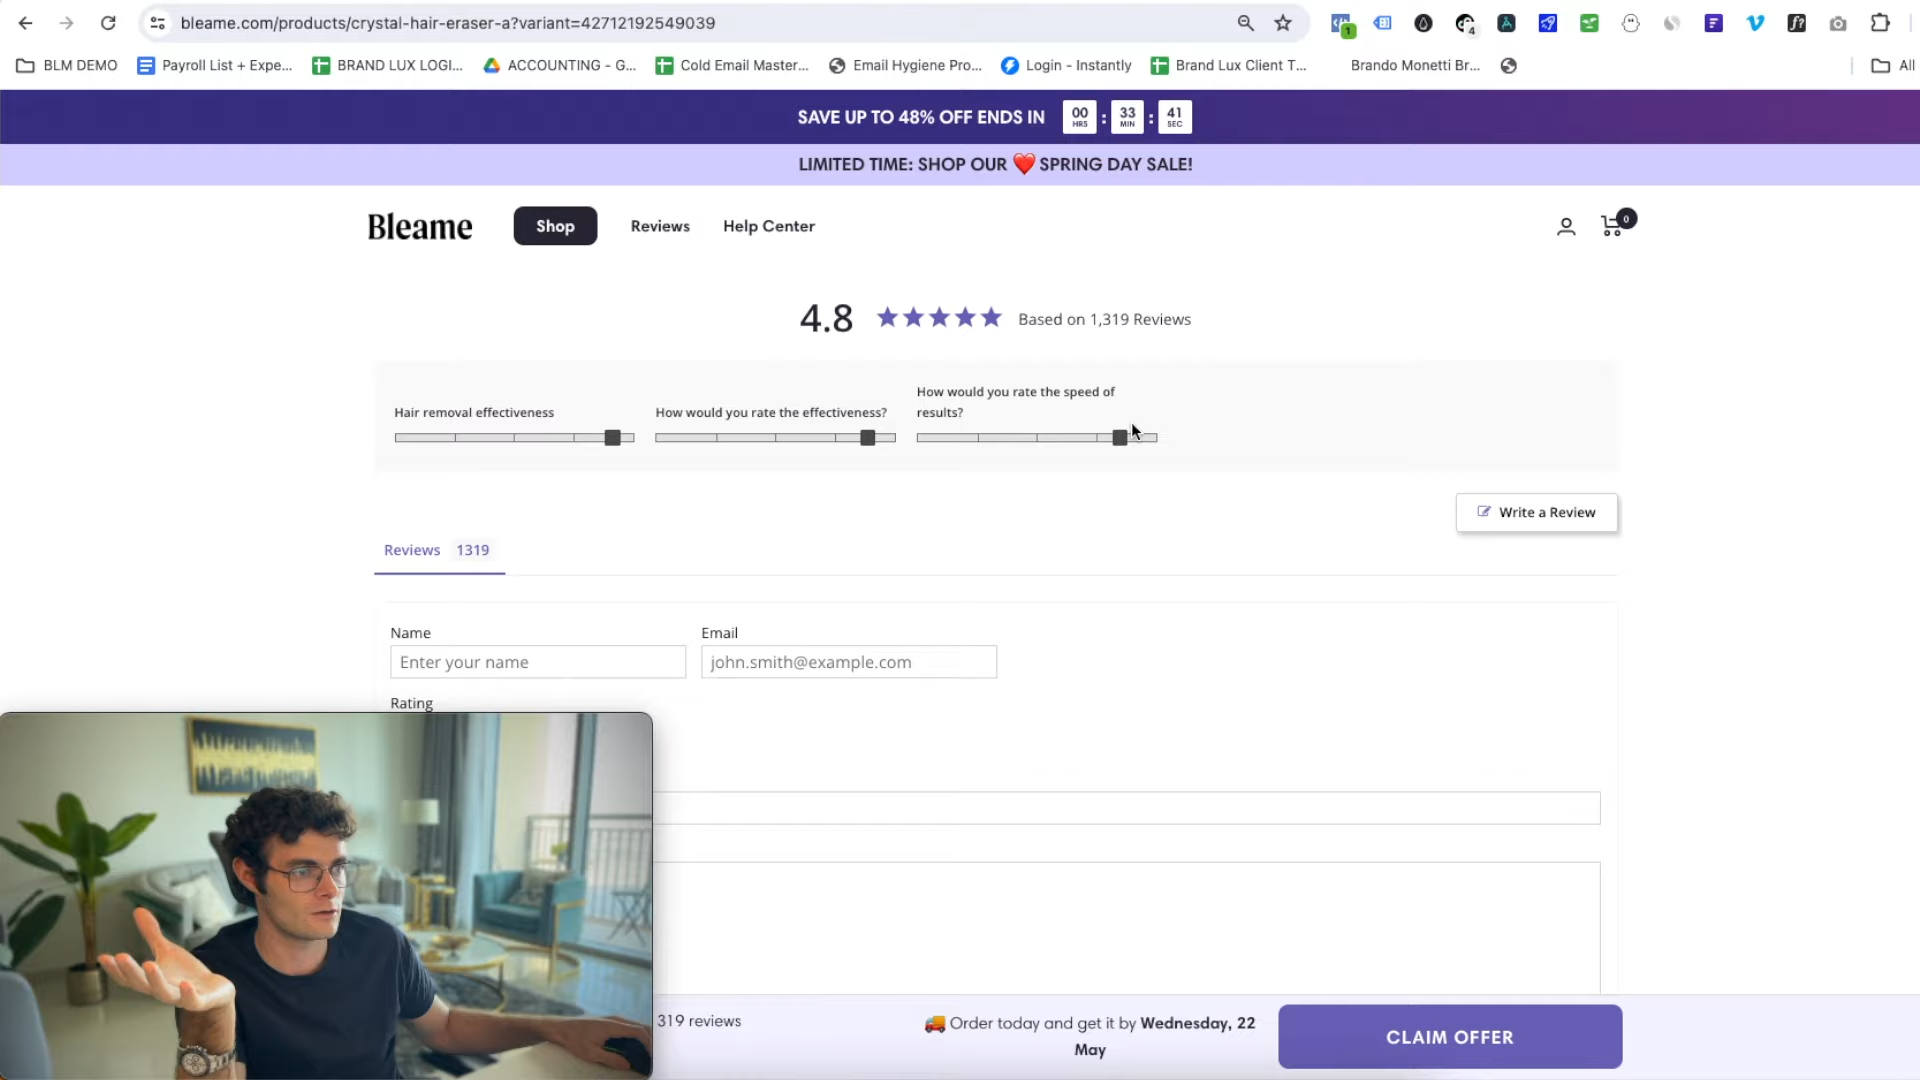 bleame.com/products/crystal-hair-eraser-a?variant=42712192549039
1
4
BLM DEMO
Payroll List + Expe...
BRAND LUX LOGI...
ACCOUNTING - G...
Cold Email Master...
Email Hygiene Pro...
Login - Instantly
Brand Lux Client T...
Brando Monetti Br...
All
SAVE UP TO 48% OFF ENDS IN 00 HRS : 33 MIN : 41 SEC
LIMITED TIME: SHOP OUR ❤️ SPRING DAY SALE!
Bleame
Shop
Reviews
Help Center
0
4.8 ★★★★★ Based on 1,319 Reviews
Hair removal effectiveness
How would you rate the effectiveness?
How would you rate the speed of
results?
Write a Review
Reviews 1319
Name
Email
Enter your name
john.smith@example.com
Rating
319 reviews
🚚 Order today and get it by Wednesday, 22
May
CLAIM OFFER